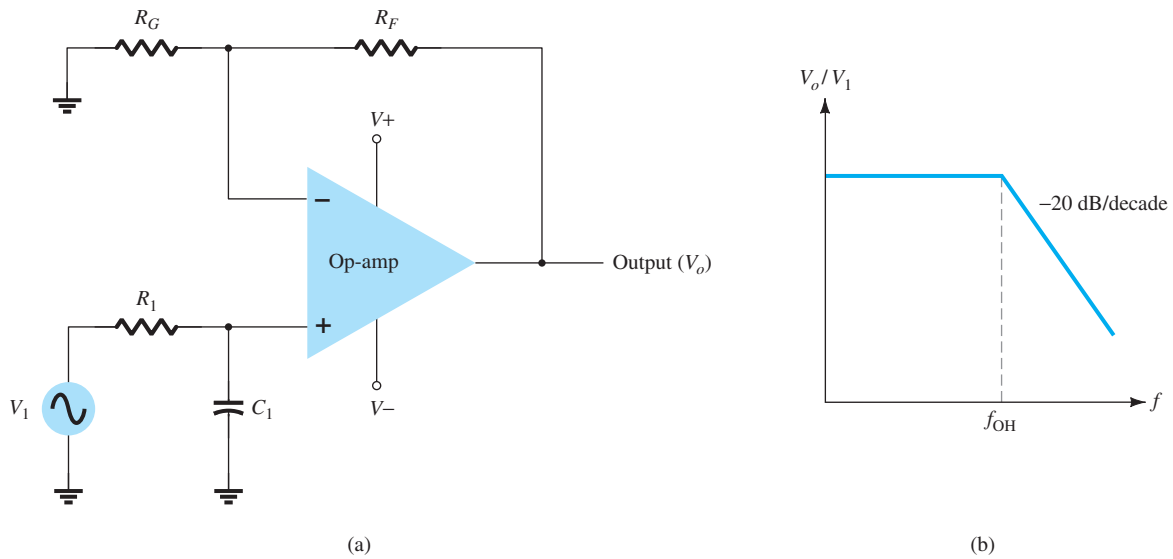 R_G
R_F
V+
−
Op-amp
Output (V_o)
+
R_1
V_1
C_1
V−
(a)
V_o / V_1
−20 dB/decade
f
f_OH
(b)